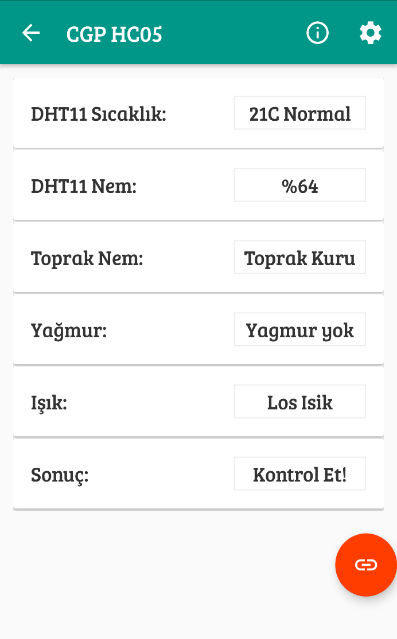 CGP HC05
DHT11 Sıcaklık: 21C Normal
DHT11 Nem: %64
Toprak Nem: Toprak Kuru
Yağmur: Yagmur yok
Işık: Los Isik
Sonuç: Kontrol Et!